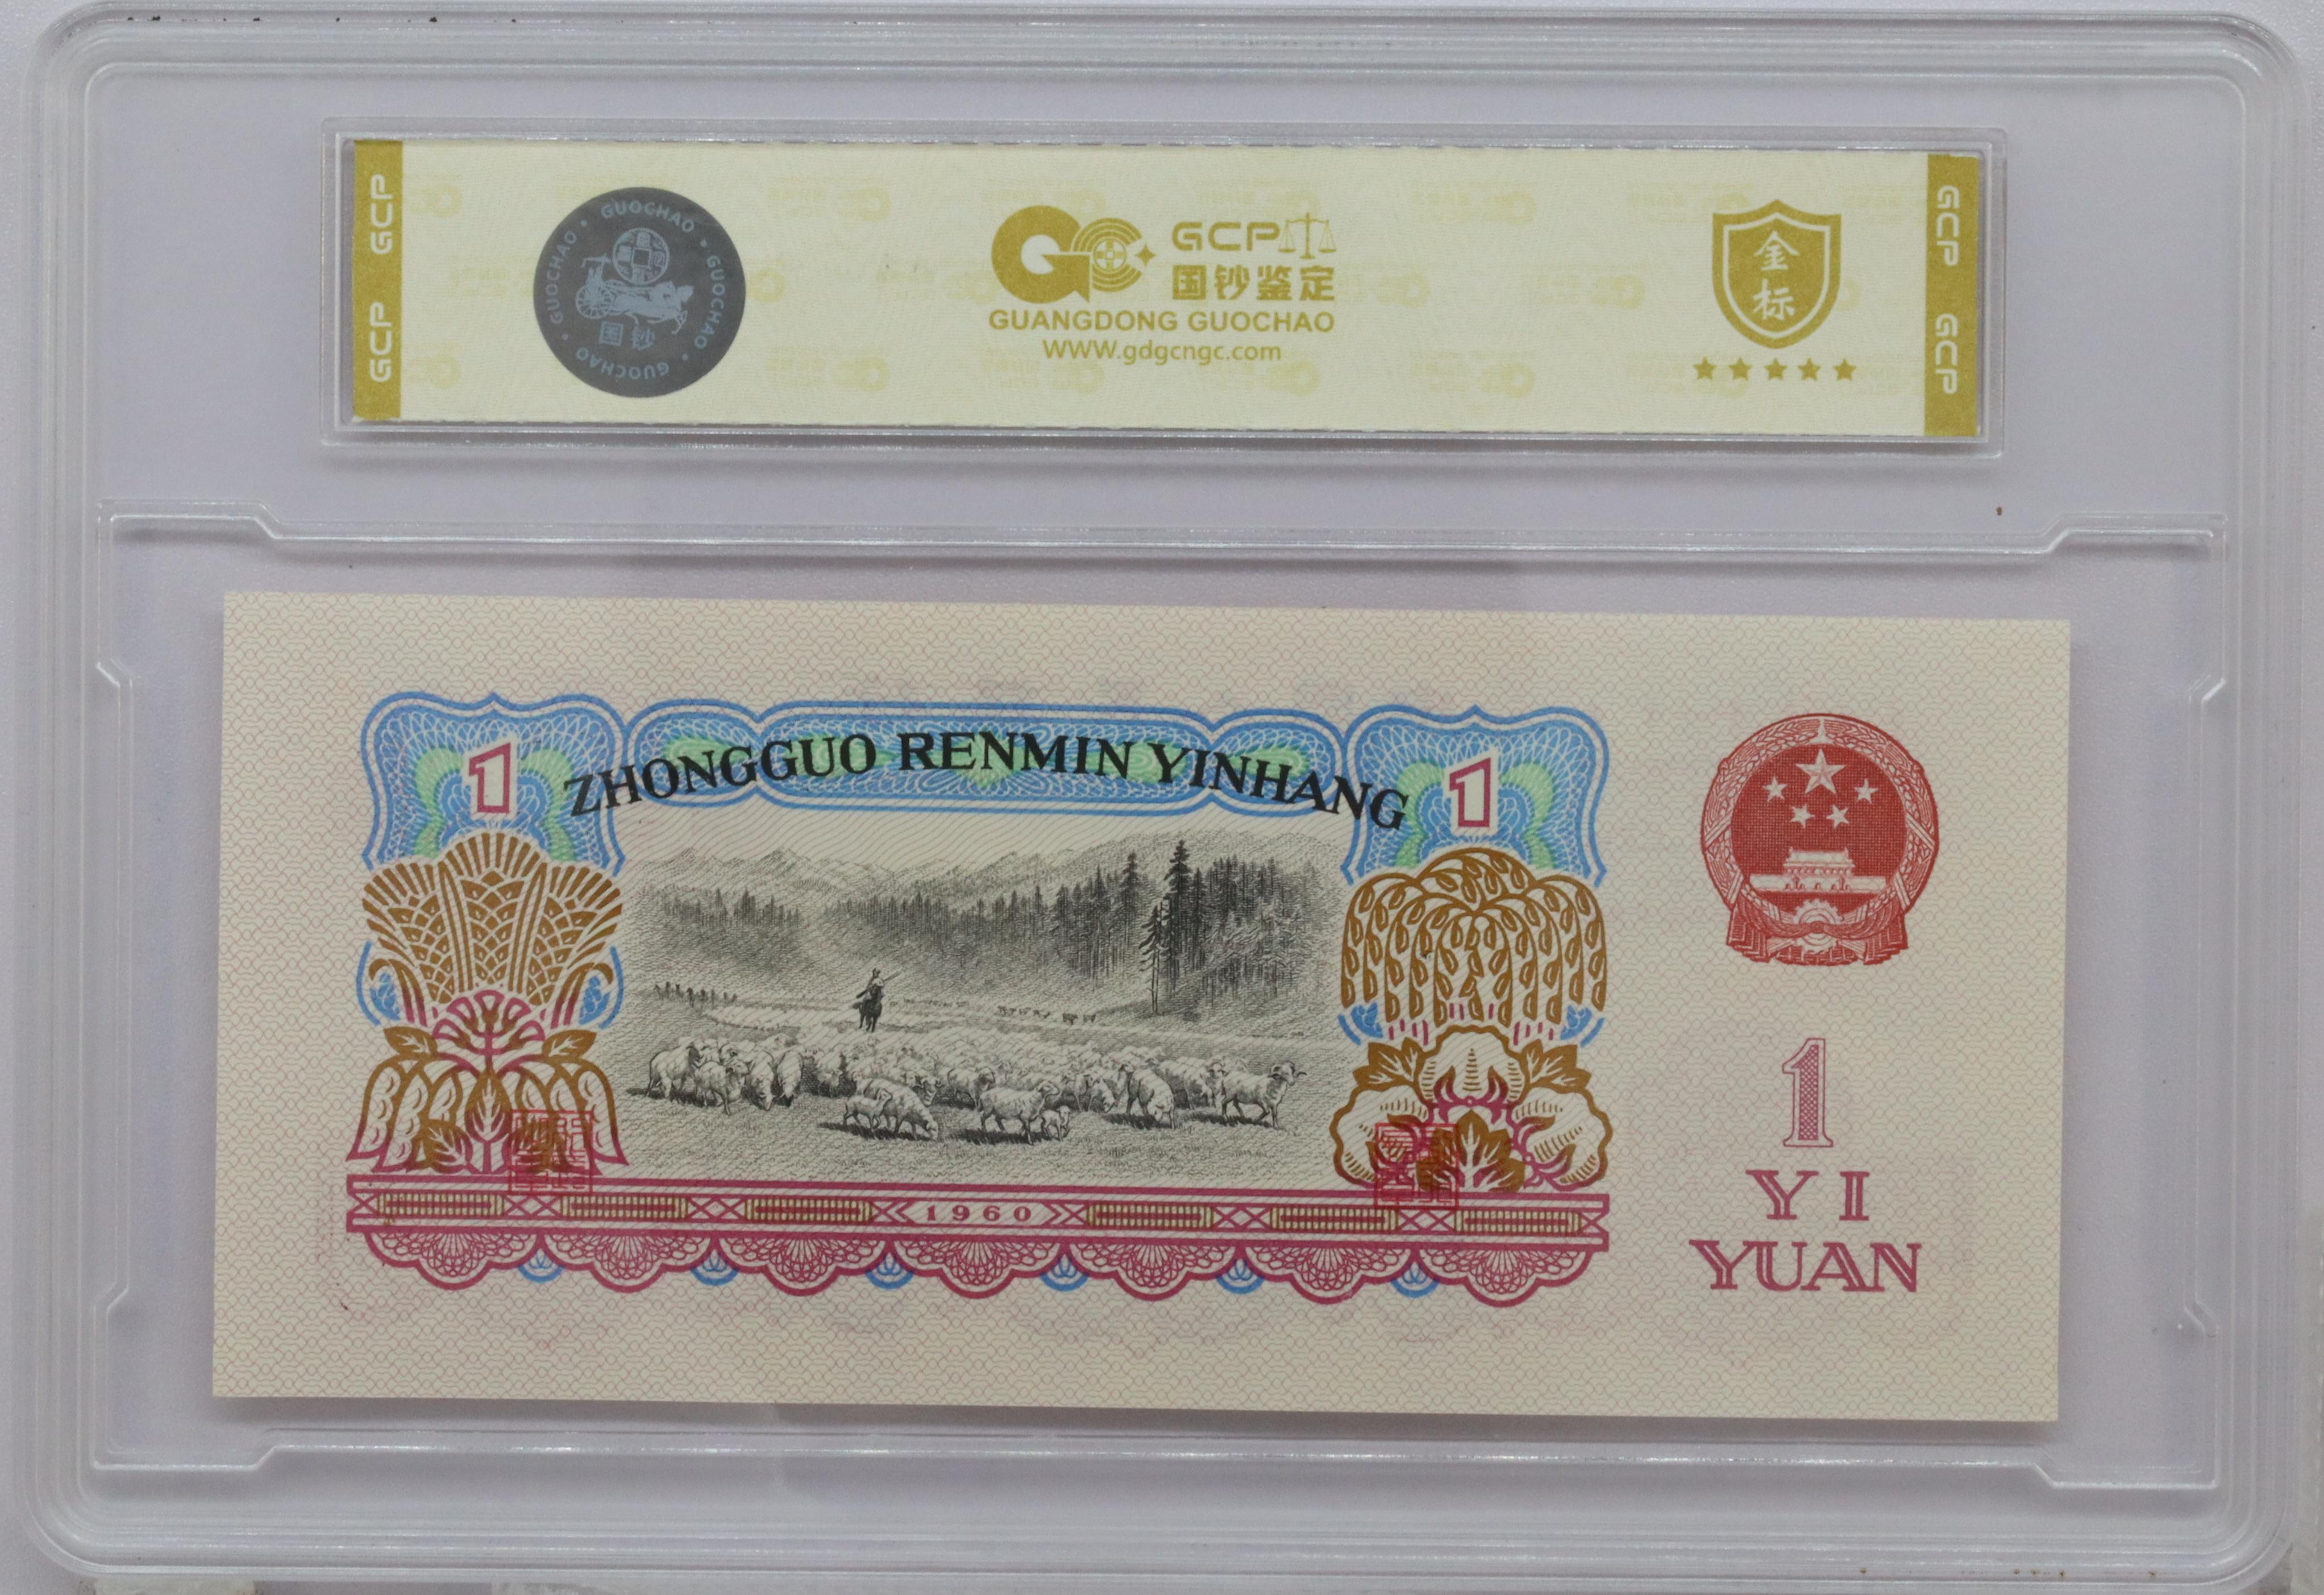 GCP
GCP
GUOCHAO · GUOCHAO · GUOCHAO · GUOCHAO · GUOCHAO
国钞
GCP
国钞鉴定
GUANGDONG GUOCHAO
WWW.gdgcngc.com
金标
GCP
GCP
ZHONGGUO RENMIN YINHANG
1
1
1960
1
YI
YUAN